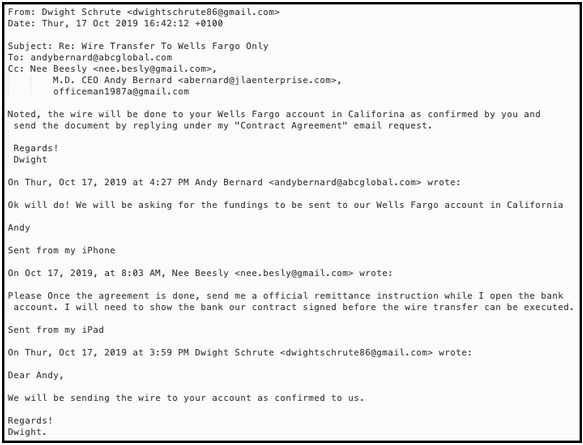 From: Dwight Schrute <dwightschrute86@gmail.com>
Date: Thur, 17 Oct 2019 16:42:12 +0100
Subject: Re: Wire Transfer To Wells Fargo Only
To: andybernard@abcglobal.com
Cc: Nee Beesly <nee.besly@gmail.com>,
M.D. CEO Andy Bernard <abernard@jlaenterprise.com>,
officeman1987a@gmail.com
Noted, the wire will be done to your Wells Fargo account in Califorina as confirmed by you and
send the document by replying under my "Contract Agreement" email request.
Regards!
Dwight
On Thur, Oct 17, 2019 at 4:27 PM Andy Bernard <andybernard@abcglobal.com> wrote:
Ok will do! We will be asking for the fundings to be sent to our Wells Fargo account in California
Andy
Sent from my iPhone
On Oct 17, 2019, at 8:03 AM, Nee Beesly <nee.besly@gmail.com> wrote:
Please Once the agreement is done, send me a official remittance instruction while I open the bank
account. I will need to show the bank our contract signed before the wire transfer can be executed.
Sent from my iPad
On Thur, Oct 17, 2019 at 3:59 PM Dwight Schrute <dwightschrute86@gmail.com> wrote:
Dear Andy,
We will be sending the wire to your account as confirmed to us.
Regards!
Dwight.